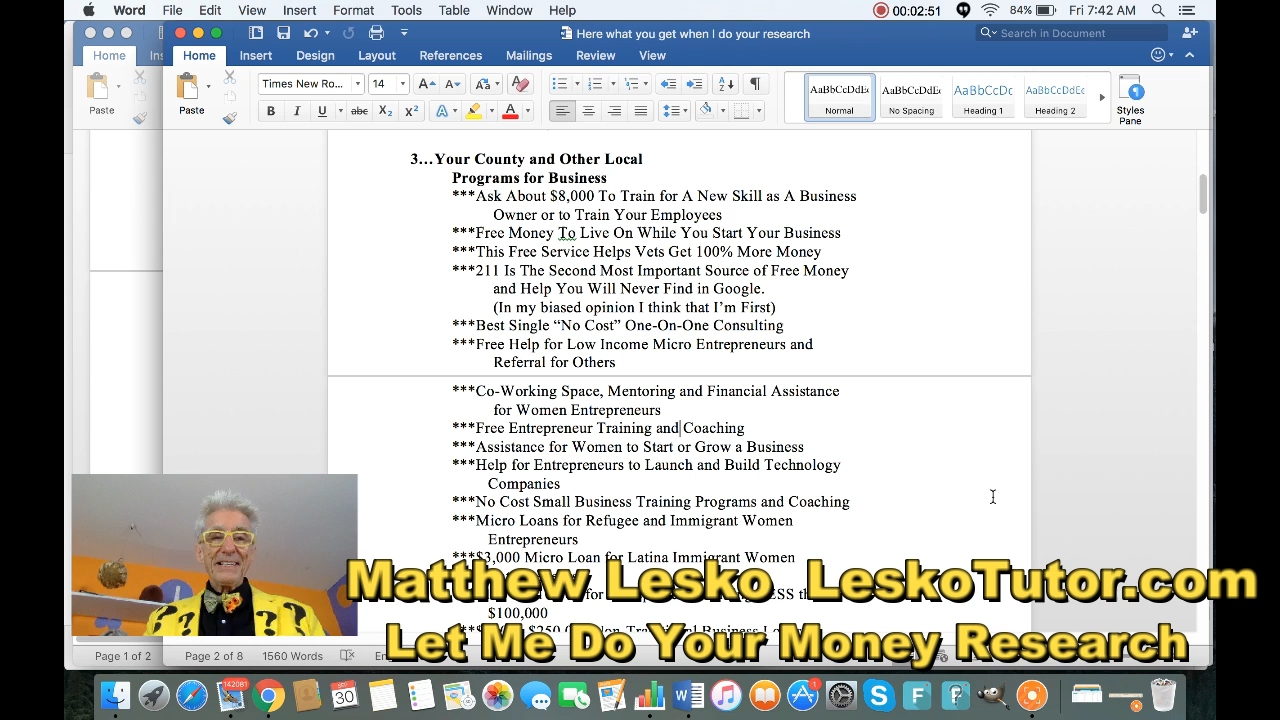 Word File Edit View Insert Format Tools Table Window Help 00:02:51 84% Fri 7:42 AM
Here what you get when I do your research Search in Document
Home Ins Home Insert Design Layout References Mailings Review View
Paste Paste Times New Ro... 14 AaBbCcDdEe AaBbCcDdEe AaBbCcDc AaBbCcDdEe
Normal No Spacing Heading 1 Heading 2 Styles
Pane
3…Your County and Other Local
Programs for Business
***Ask About $8,000 To Train for A New Skill as A Business
Owner or to Train Your Employees
***Free Money To Live On While You Start Your Business
***This Free Service Helps Vets Get 100% More Money
***211 Is The Second Most Important Source of Free Money
and Help You Will Never Find in Google.
(In my biased opinion I think that I’m First)
***Best Single “No Cost” One-On-One Consulting
***Free Help for Low Income Micro Entrepreneurs and
Referral for Others
***Co-Working Space, Mentoring and Financial Assistance
for Women Entrepreneurs
***Free Entrepreneur Training and Coaching
***Assistance for Women to Start or Grow a Business
***Help for Entrepreneurs to Launch and Build Technology
Companies
***No Cost Small Business Training Programs and Coaching
***Micro Loans for Refugee and Immigrant Women
Entrepreneurs
***$3,000 Micro Loan for Latina Immigrant Women
$100,000
Matthew Lesko LeskoTutor.com
Let Me Do Your Money Research
Page 1 of 2 Page 2 of 8 1560 Words
142081 30 1